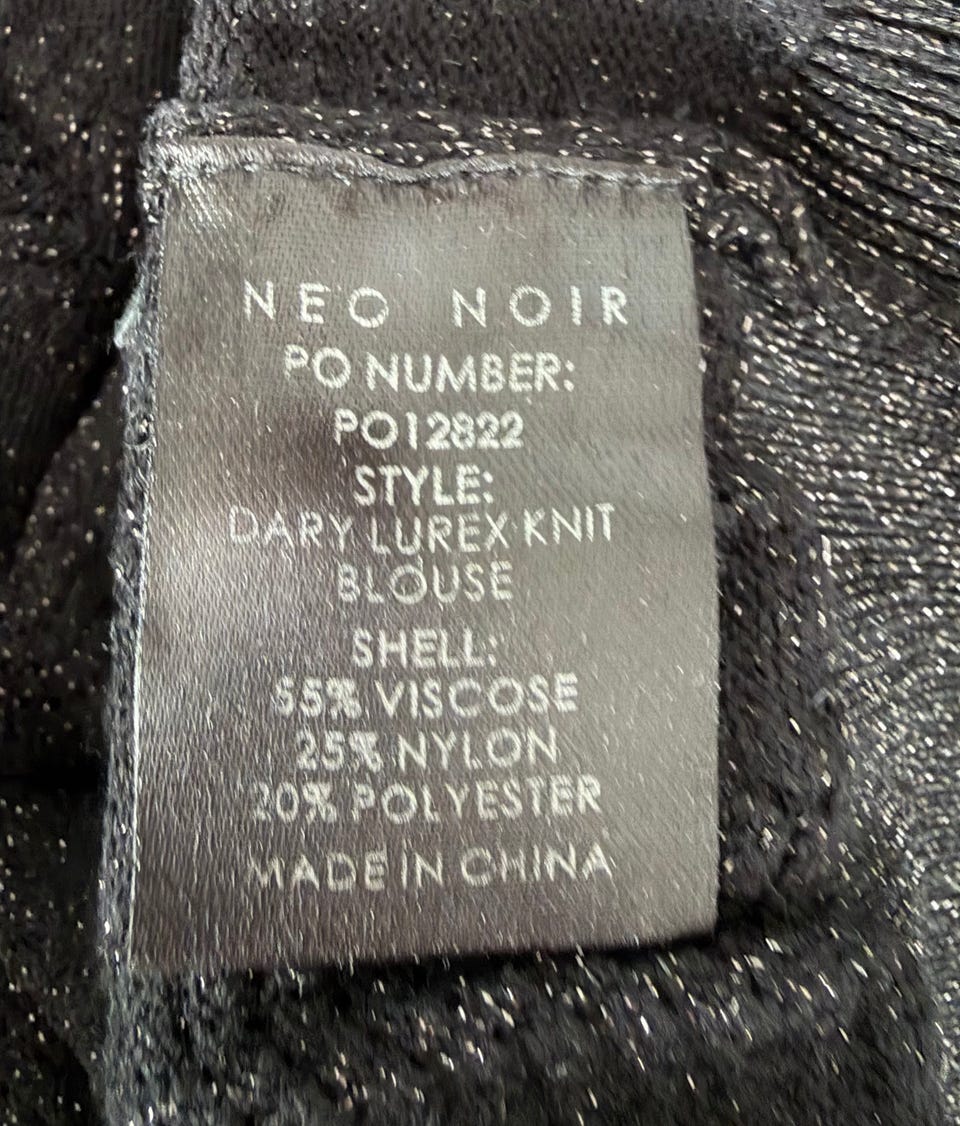 NEO NOIR
PO NUMBER:
PO12822
STYLE:
DARY LUREX KNIT
BLOUSE
SHELL:
55% VISCOSE
25% NYLON
20% POLYESTER
MADE IN CHINA